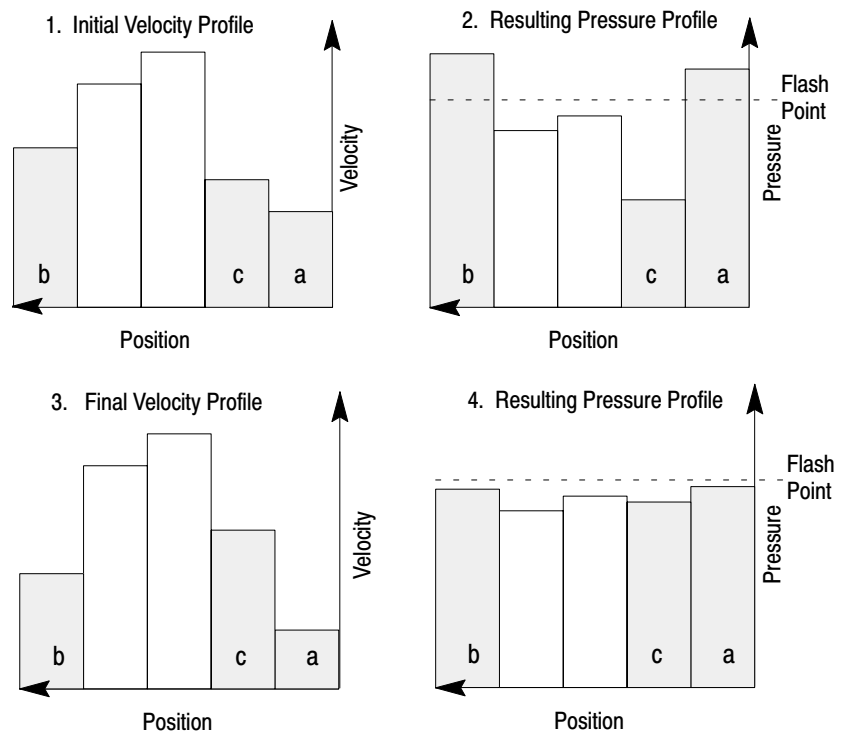 1. Initial Velocity Profile
Velocity
b
c
a
Position
2. Resulting Pressure Profile
Flash
Point
Pressure
b
c
a
Position
3. Final Velocity Profile
Velocity
b
c
a
Position
4. Resulting Pressure Profile
Flash
Point
Pressure
b
c
a
Position